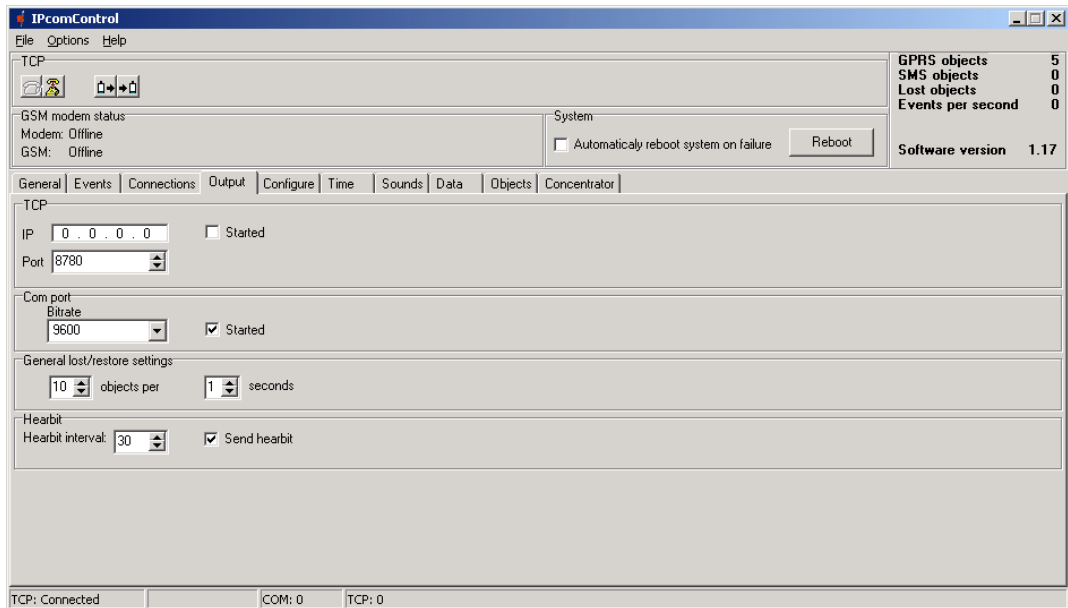 IPcomControl
File Options Help
TCP
GPRS objects 5
SMS objects 0
Lost objects 0
Events per second 0
Software version 1.17
GSM modem status
Modem: Offline
GSM: Offline
System
Automaticaly reboot system on failure
Reboot
General Events Connections Output Configure Time Sounds Data Objects Concentrator
TCP
IP 0 . 0 . 0 . 0 Started
Port 8780
Com port
Bitrate
9600 Started
General lost/restore settings
10 objects per 1 seconds
Hearbit
Hearbit interval: 30 Send hearbit
TCP: Connected COM: 0 TCP: 0